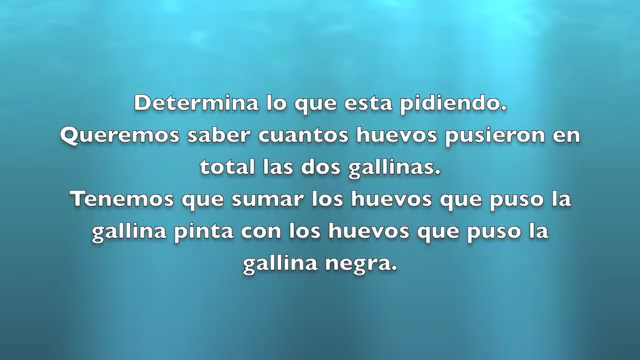 Determina lo que esta pidiendo.
Queremos saber cuantos huevos pusieron en
total las dos gallinas.
Tenemos que sumar los huevos que puso la
gallina pinta con los huevos que puso la
gallina negra.